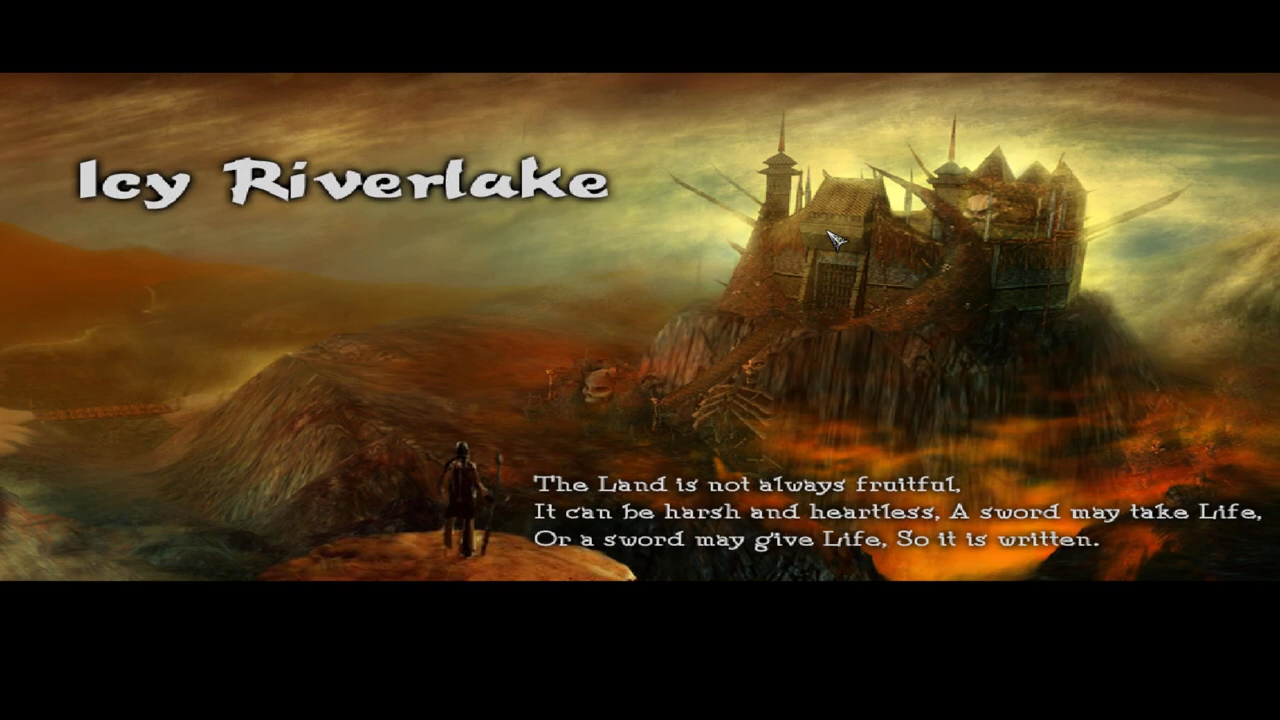 Icy Riverlake
The Land is not always fruitful,
It can be harsh and heartless, A sword may take Life,
Or a sword may give Life, So it is written.